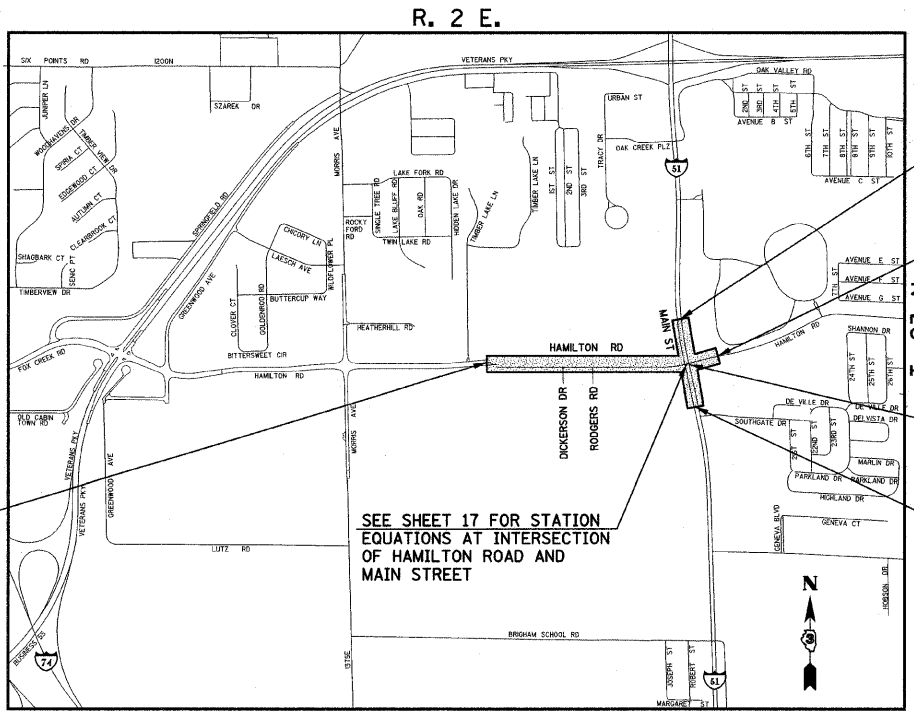 R. 2 E.
SIX POINTS RD
1200N
VETERANS PKY
JUNIPER LN
WOODHAVENS DR
TIMBER VIEW DR
SPIRIA CT
EDGEWOOD CT
AUTUMN CT
CLEARBROOK CT
SHAGBARK CT
SENIC PT
TIMBERVIEW DR
SZAREK DR
MORRIS AVE
SPRINGFIELD RD
GREENWOOD AVE
LAKE FORK RD
SINGLE TREE RD
LAKE BLUFF RD
OAK RD
HIDDEN LAKE DR
ROCKY FORD RD
TWIN LAKE RD
TIMBER LAKE LN
TIMBER LAKE LN
1ST ST
2ND ST
3RD ST
TRACY DR
URBAN ST
OAK CREEK PLZ
51
OAK VALLEY RD
2ND ST
3RD ST
4TH ST
5TH ST
AVENUE B ST
6TH ST
7TH ST
8TH ST
8TH ST
9TH ST
10TH ST
AVENUE C ST
CHICORY LN
LAESCH AVE
WILDFLOWER PL
CLOVER CT
GOLDENROD RD
BUTTERCUP WAY
BITTERSWEET CIR
HEATHERHILL RD
7TH ST
AVENUE E ST
AVENUE F ST
AVENUE G ST
MAIN ST
HAMILTON RD
HAMILTON RD
HAMILTON RD
SHANNON DR
24TH ST
25TH ST
26TH ST
FOX CREEK RD
OLD CABIN TOWN RD
VETERANS PKY
VETERANS PKY
GREENWOOD AVE
MORRIS AVE
DICKERSON DR
RODGERS RD
DE VILLE DR
DE VILLE DR
DELVISTA DR
SOUTHGATE DR
21ST ST
22ND ST
23RD ST
MARLIN DR
PARKLAND DR
PARKLAND DR
HIGHLAND DR
GENEVA BLVD
GENEVA CT
HOBSON DR
LUTZ RD
SEE SHEET 17 FOR STATION
EQUATIONS AT INTERSECTION
OF HAMILTON ROAD AND
MAIN STREET
N
3
BRIGHAM SCHOOL RD
1375E
JOSEPH ST
ROBERT ST
MARGARET ST
51
BUSINESS 55
74